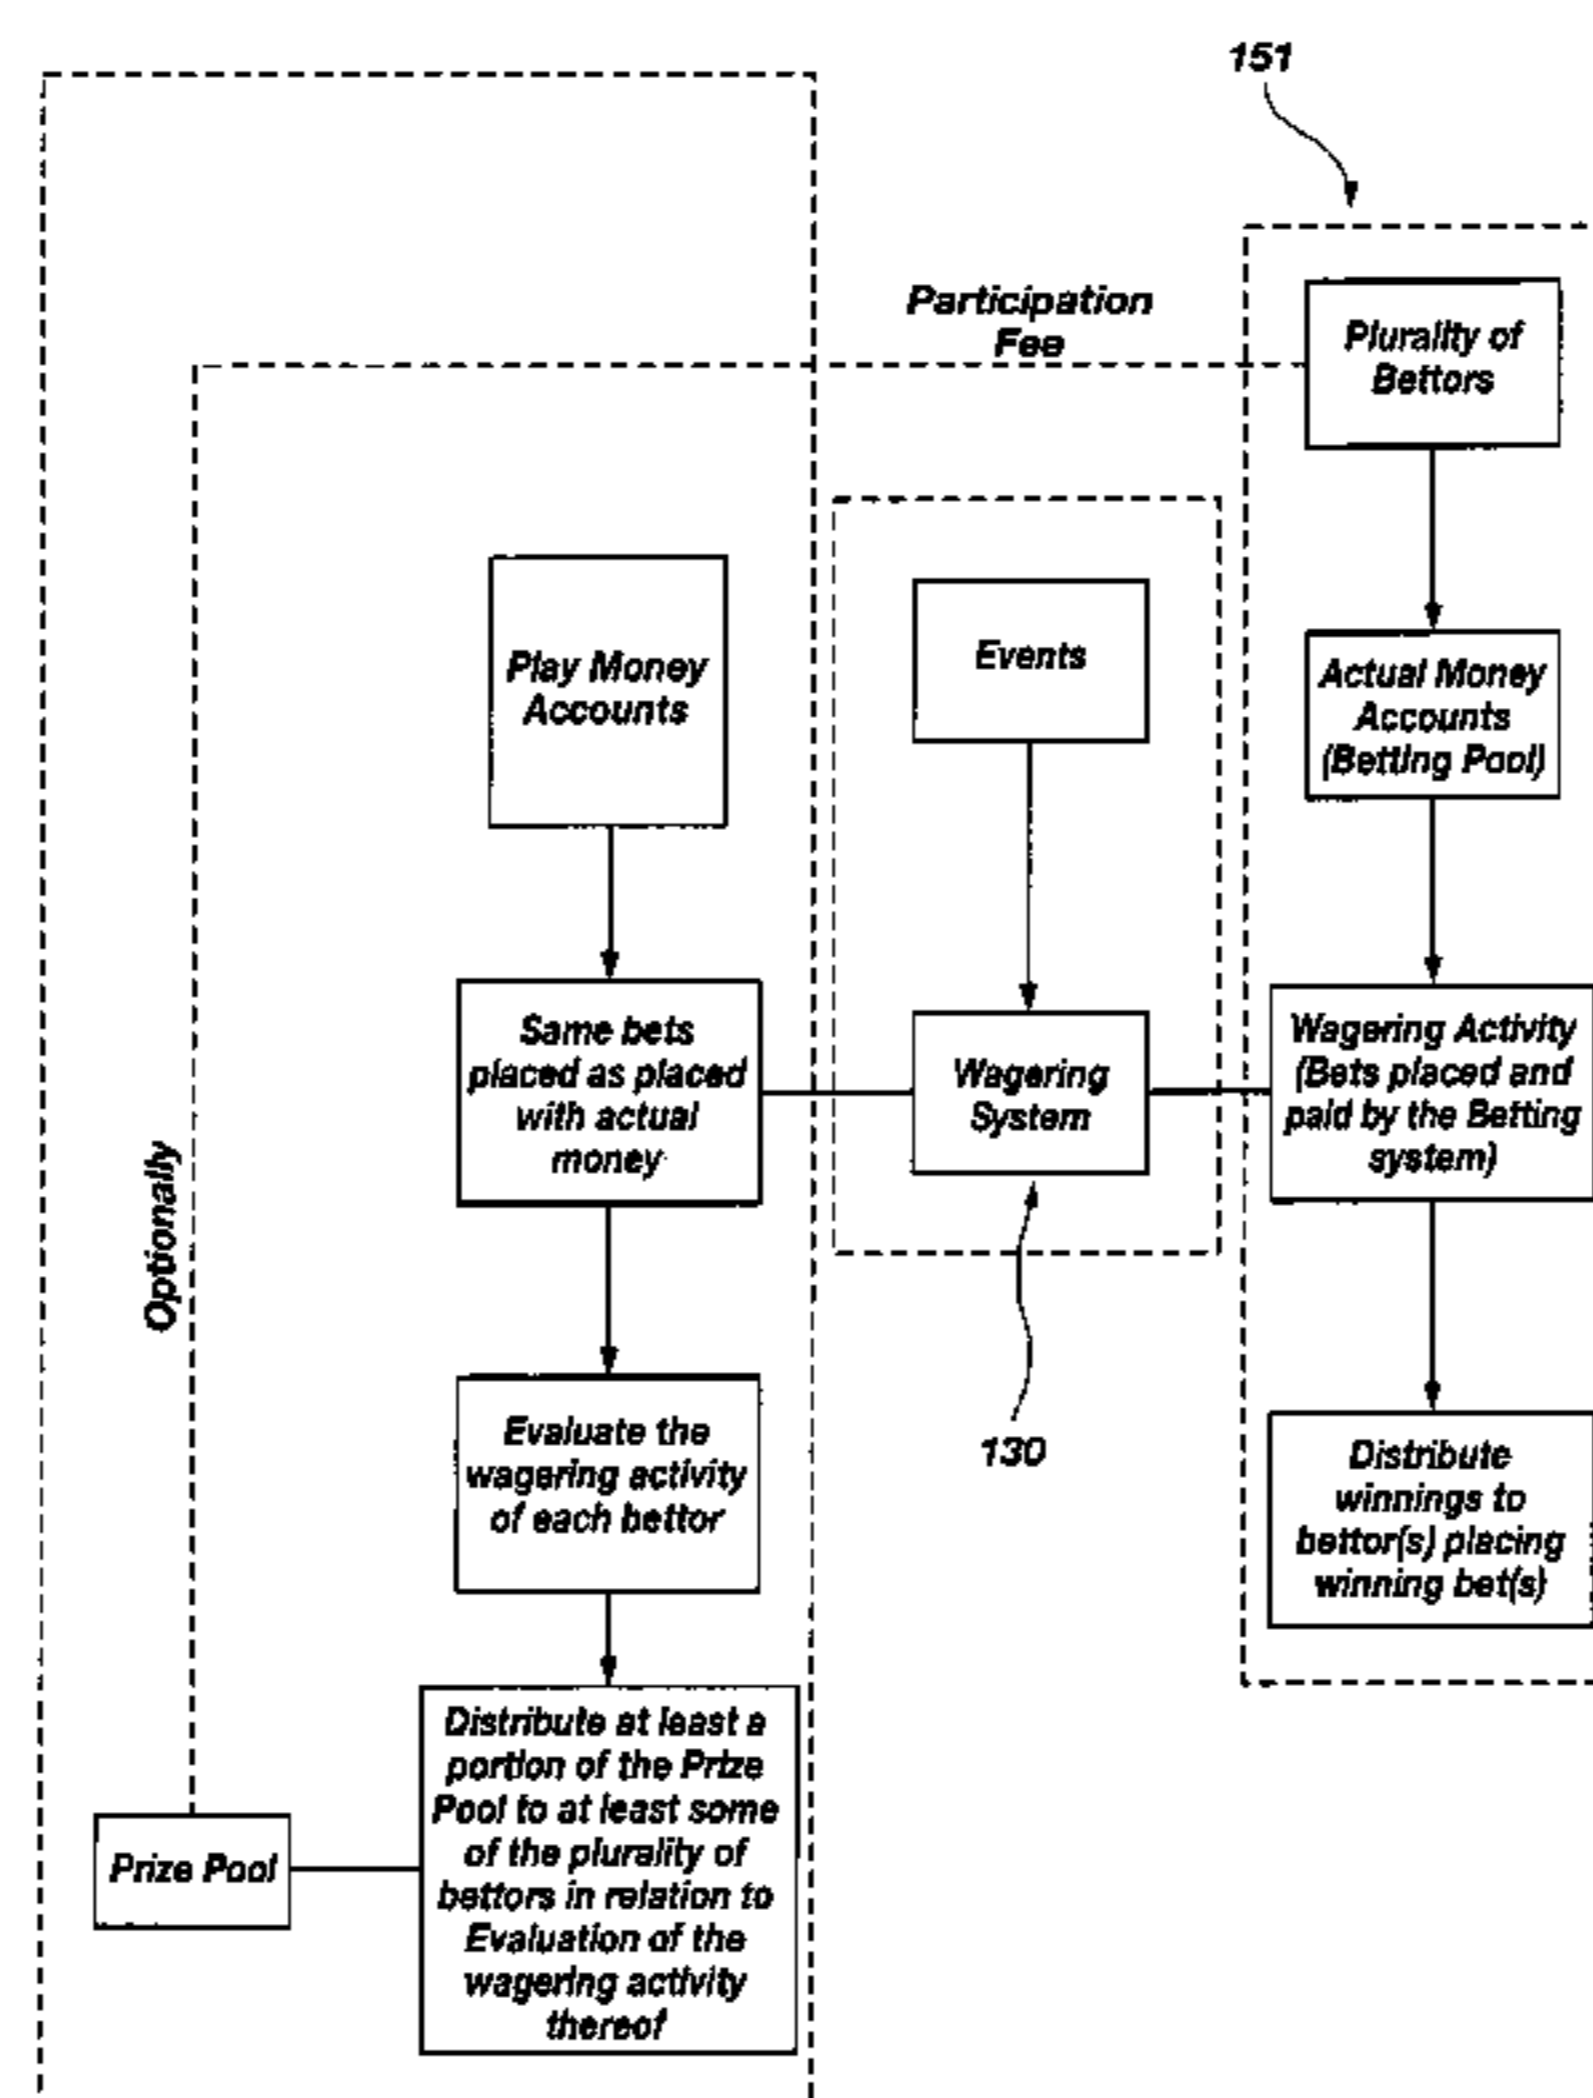 151
Participation
Fee
Plurality of
Bettors
Play Money
Accounts
Events
Actual Money
Accounts
(Betting Pool)
Same bets
placed as placed
with actual
money
Wagering
System
Wagering Activity
(Bets placed and
paid by the Betting
system)
Optionally
Evaluate the
wagering activity
of each bettor
130
Distribute
winnings to
bettor(s) placing
winning bet(s)
Prize Pool
Distribute at least a
portion of the Prize
Pool to at least some
of the plurality of
bettors in relation to
Evaluation of the
wagering activity
thereof